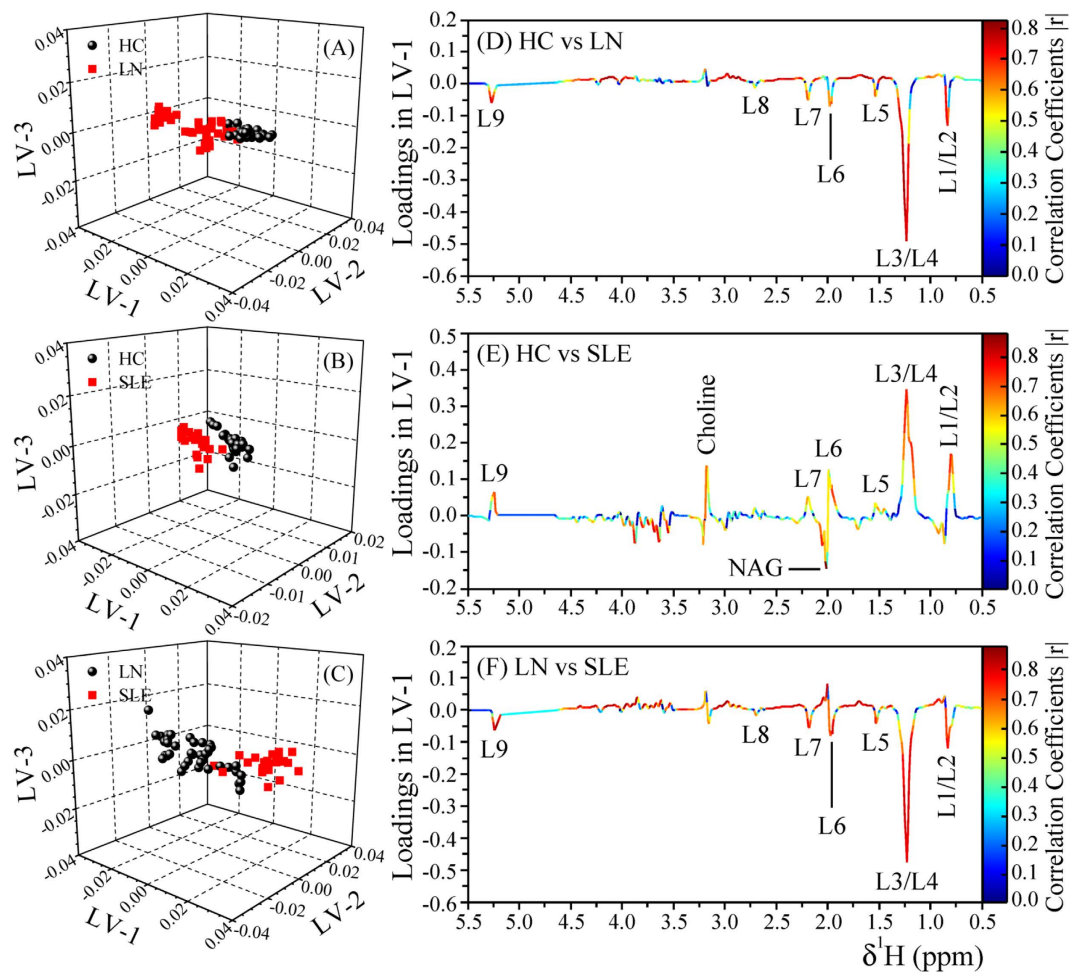 (A)
HC
LN
LV-3
0.04
0.02
0.00
-0.02
-0.04
-0.04
-0.02
0.00
0.02
0.04
LV-1
-0.04
-0.02
0.00
0.02
0.04
LV-2
(D) HC vs LN
Loadings in LV-1
0.2
0.1
0.0
-0.1
-0.2
-0.3
-0.4
-0.5
-0.6
L9
L8
L7
L6
L5
L3/L4
L1/L2
5.5 5.0 4.5 4.0 3.5 3.0 2.5 2.0 1.5 1.0 0.5
0.8
0.7
0.6
0.5
0.4
0.3
0.2
0.1
0.0
Correlation Coefficients |r|
(B)
HC
SLE
LV-3
0.04
0.02
0.00
-0.02
-0.04
-0.04
-0.02
0.00
0.02
0.04
LV-1
-0.02
-0.01
0.00
0.01
0.02
LV-2
(E) HC vs SLE
Loadings in LV-1
0.5
0.4
0.3
0.2
0.1
0.0
-0.1
-0.2
L9
Choline
L7
L6
NAG
L5
L3/L4
L1/L2
5.5 5.0 4.5 4.0 3.5 3.0 2.5 2.0 1.5 1.0 0.5
0.8
0.7
0.6
0.5
0.4
0.3
0.2
0.1
0.0
Correlation Coefficients |r|
(C)
LN
SLE
LV-3
0.04
0.02
0.00
-0.02
-0.04
-0.04
-0.02
0.00
0.02
0.04
LV-1
-0.04
-0.02
0.00
0.02
0.04
LV-2
(F) LN vs SLE
Loadings in LV-1
0.2
0.1
0.0
-0.1
-0.2
-0.3
-0.4
-0.5
-0.6
L9
L8
L7
L6
L5
L3/L4
L1/L2
5.5 5.0 4.5 4.0 3.5 3.0 2.5 2.0 1.5 1.0 0.5
δ¹H (ppm)
0.8
0.7
0.6
0.5
0.4
0.3
0.2
0.1
0.0
Correlation Coefficients |r|